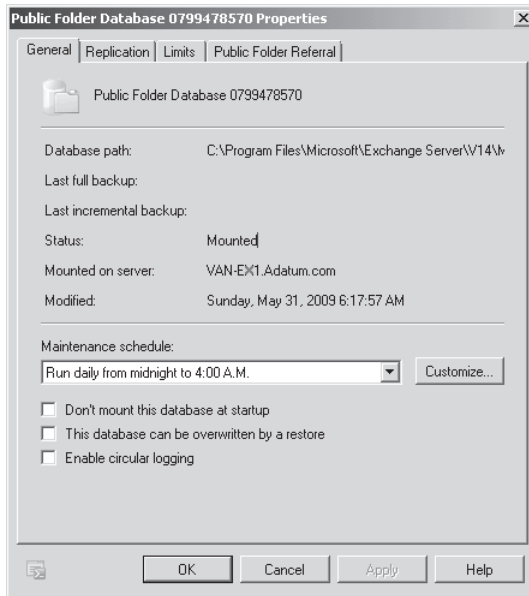 Public Folder Database 0799478570 Properties
General Replication Limits Public Folder Referral
Public Folder Database 0799478570
Database path: C:\Program Files\Microsoft\Exchange Server\V14\M
Last full backup:
Last incremental backup:
Status: Mounted
Mounted on server: VAN-EX1.Adatum.com
Modified: Sunday, May 31, 2009 6:17:57 AM
Maintenance schedule:
Run daily from midnight to 4:00 A.M. Customize...
Don't mount this database at startup
This database can be overwritten by a restore
Enable circular logging
OK Cancel Apply Help